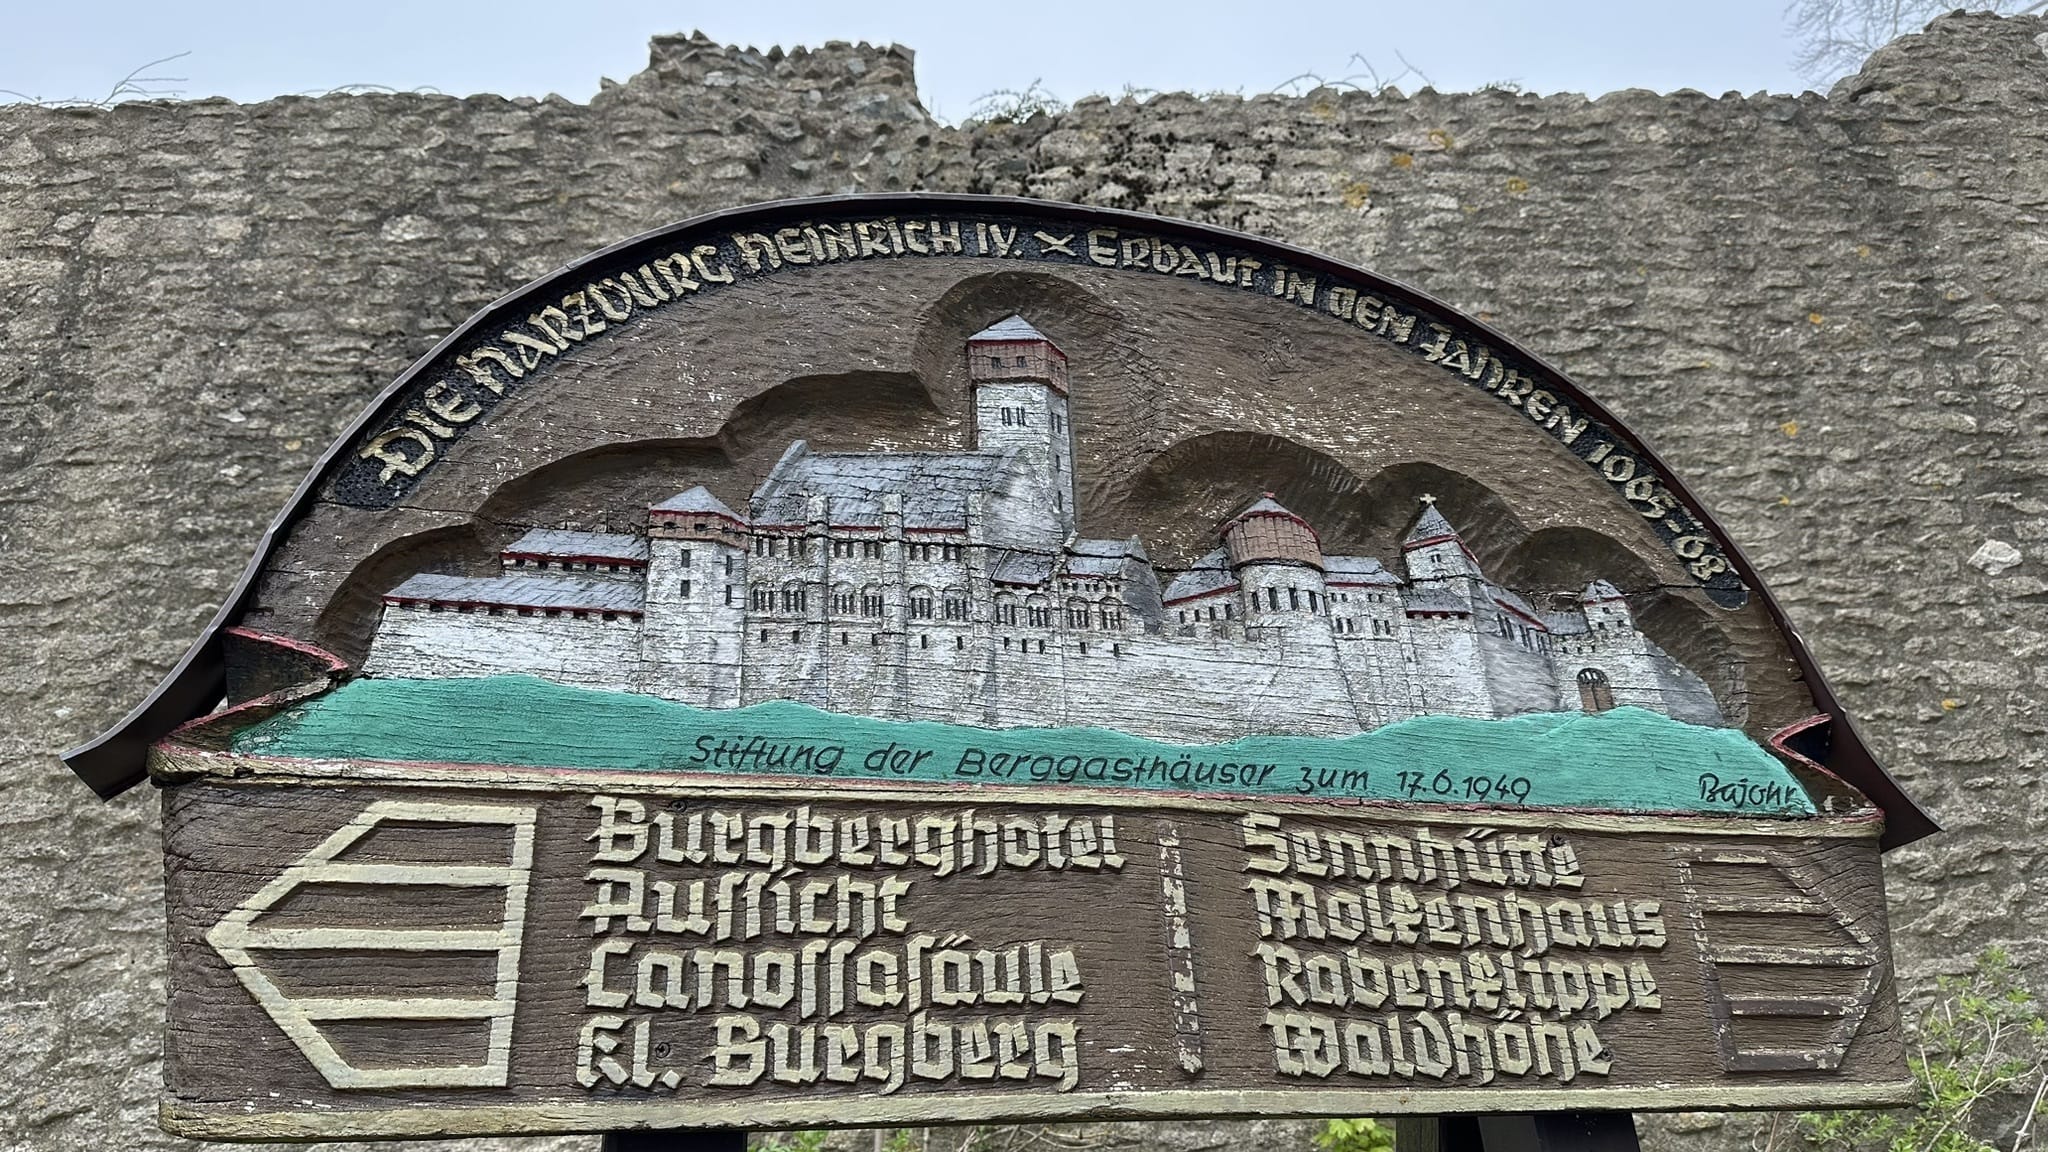 Die Harzburg Heinrich IV. x Erbaut in den Jahren 1065-68
Stiftung der Berggasthäuser zum 17.6.1949
Bajohr
Burgberghotel
Aussicht
Canossasäule
Kl. Burgberg
Sennhütte
Molkenhaus
Rabenklippe
Waldhöhe